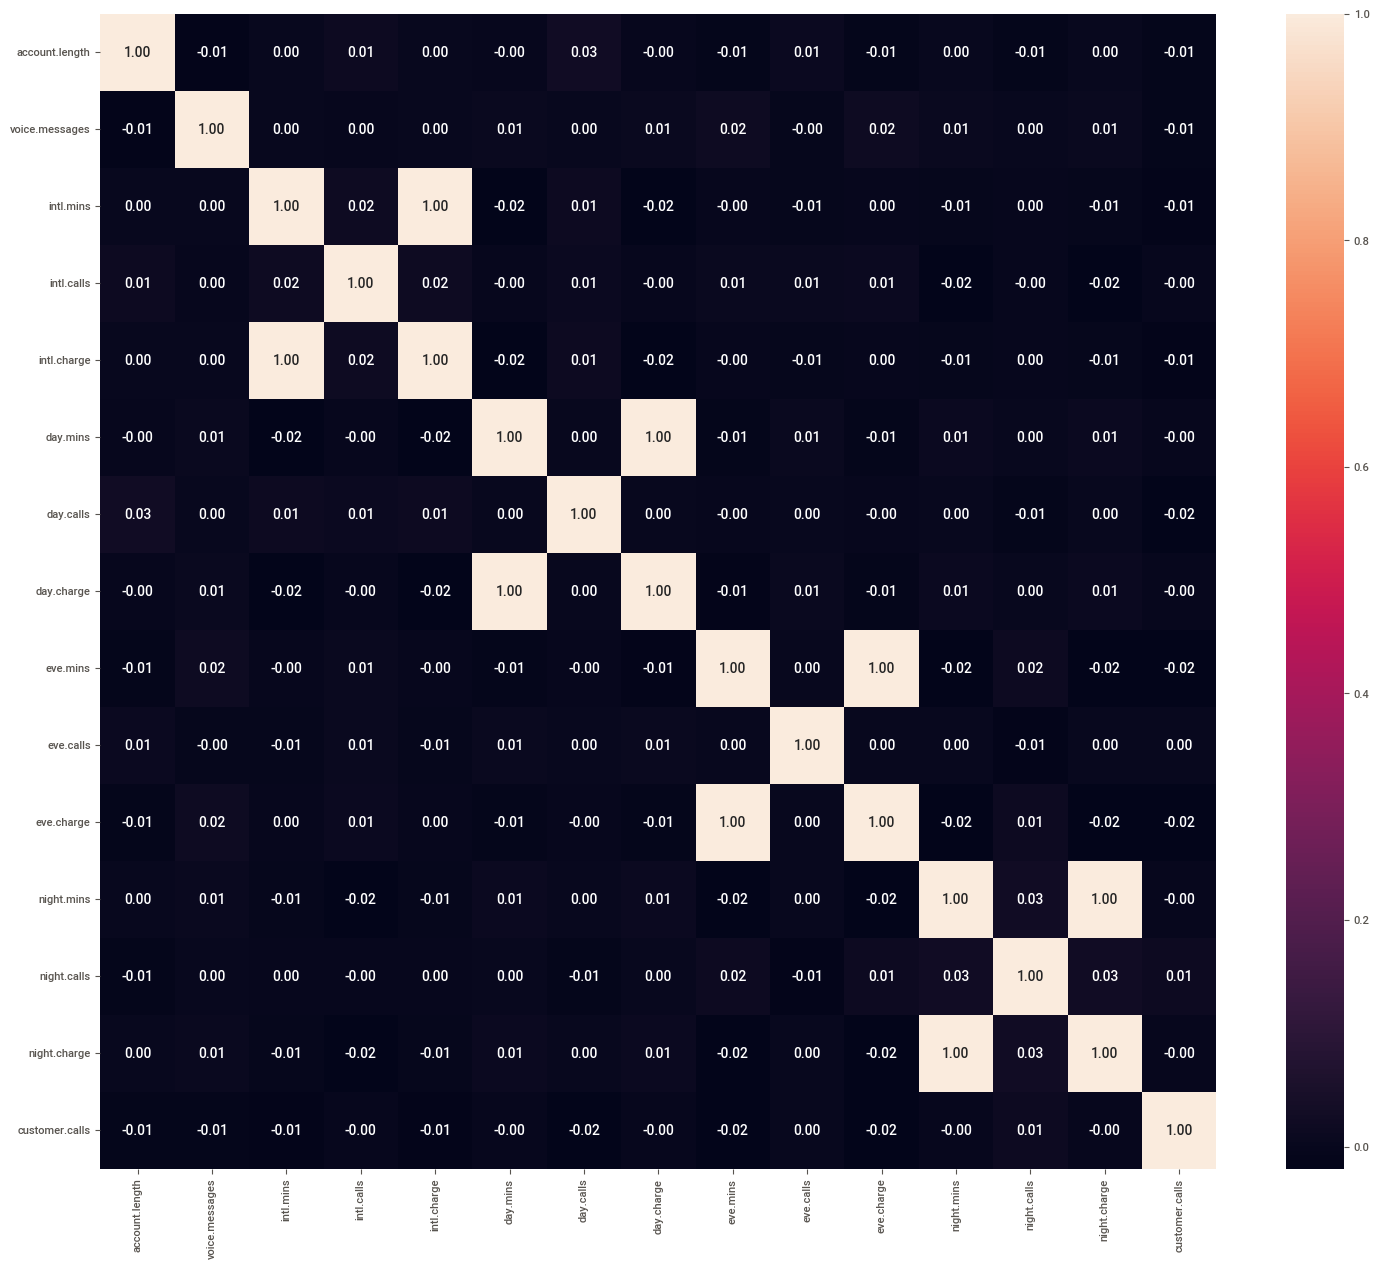 account.length 1.00 -0.01 0.00 0.01 0.00 -0.00 0.03 -0.00 -0.01 0.01 -0.01 0.00 -0.01 0.00 -0.01
voice.messages -0.01 1.00 0.00 0.00 0.00 0.01 0.00 0.01 0.02 -0.00 0.02 0.01 0.00 0.01 -0.01
intl.mins 0.00 0.00 1.00 0.02 1.00 -0.02 0.01 -0.02 -0.00 -0.01 0.00 -0.01 0.00 -0.01 -0.01
intl.calls 0.01 0.00 0.02 1.00 0.02 -0.00 0.01 -0.00 0.01 0.01 0.01 -0.02 -0.00 -0.02 -0.00
intl.charge 0.00 0.00 1.00 0.02 1.00 -0.02 0.01 -0.02 -0.00 -0.01 0.00 -0.01 0.00 -0.01 -0.01
day.mins -0.00 0.01 -0.02 -0.00 -0.02 1.00 0.00 1.00 -0.01 0.01 -0.01 0.01 0.00 0.01 -0.00
day.calls 0.03 0.00 0.01 0.01 0.01 0.00 1.00 0.00 -0.00 0.00 -0.00 0.00 -0.01 0.00 -0.02
day.charge -0.00 0.01 -0.02 -0.00 -0.02 1.00 0.00 1.00 -0.01 0.01 -0.01 0.01 0.00 0.01 -0.00
eve.mins -0.01 0.02 -0.00 0.01 -0.00 -0.01 -0.00 -0.01 1.00 0.00 1.00 -0.02 0.02 -0.02 -0.02
eve.calls 0.01 -0.00 -0.01 0.01 -0.01 0.01 0.00 0.01 0.00 1.00 0.00 0.00 -0.01 0.00 0.00
eve.charge -0.01 0.02 0.00 0.01 0.00 -0.01 -0.00 -0.01 1.00 0.00 1.00 -0.02 0.01 -0.02 -0.02
night.mins 0.00 0.01 -0.01 -0.02 -0.01 0.01 0.00 0.01 -0.02 0.00 -0.02 1.00 0.03 1.00 -0.00
night.calls -0.01 0.00 0.00 -0.00 0.00 0.00 -0.01 0.00 0.02 -0.01 0.01 0.03 1.00 0.03 0.01
night.charge 0.00 0.01 -0.01 -0.02 -0.01 0.01 0.00 0.01 -0.02 0.00 -0.02 1.00 0.03 1.00 -0.00
customer.calls -0.01 -0.01 -0.01 -0.00 -0.01 -0.00 -0.02 -0.00 -0.02 0.00 -0.02 -0.00 0.01 -0.00 1.00
account.length
voice.messages
intl.mins
intl.calls
intl.charge
day.mins
day.calls
day.charge
eve.mins
eve.calls
eve.charge
night.mins
night.calls
night.charge
customer.calls
1.0
0.8
0.6
0.4
0.2
0.0